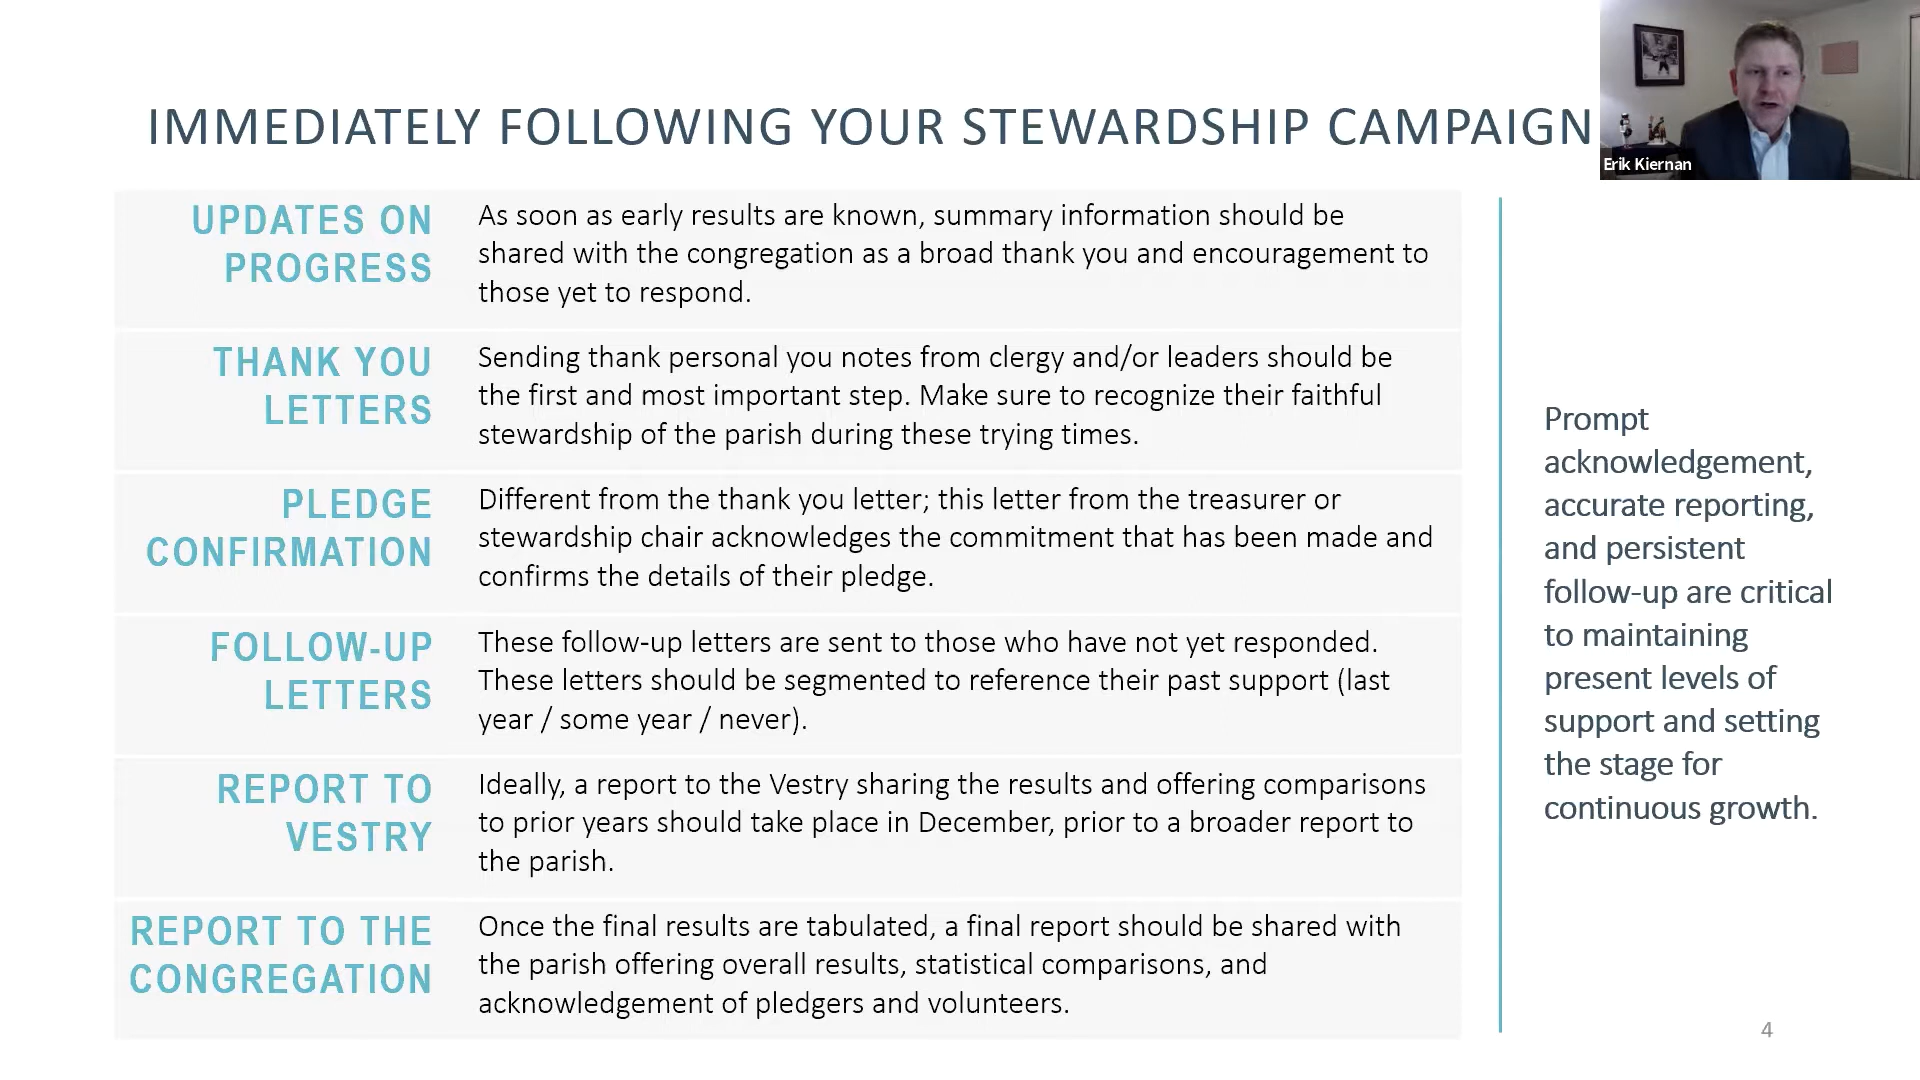 IMMEDIATELY FOLLOWING YOUR STEWARDSHIP CAMPAIGN
Erik Kiernan
UPDATES ON
PROGRESS
As soon as early results are known, summary information should be
shared with the congregation as a broad thank you and encouragement to
those yet to respond.
THANK YOU
LETTERS
Sending thank personal you notes from clergy and/or leaders should be
the first and most important step. Make sure to recognize their faithful
stewardship of the parish during these trying times.
PLEDGE
CONFIRMATION
Different from the thank you letter; this letter from the treasurer or
stewardship chair acknowledges the commitment that has been made and
confirms the details of their pledge.
FOLLOW-UP
LETTERS
These follow-up letters are sent to those who have not yet responded.
These letters should be segmented to reference their past support (last
year / some year / never).
REPORT TO
VESTRY
Ideally, a report to the Vestry sharing the results and offering comparisons
to prior years should take place in December, prior to a broader report to
the parish.
REPORT TO THE
CONGREGATION
Once the final results are tabulated, a final report should be shared with
the parish offering overall results, statistical comparisons, and
acknowledgement of pledgers and volunteers.
Prompt
acknowledgement,
accurate reporting,
and persistent
follow-up are critical
to maintaining
present levels of
support and setting
the stage for
continuous growth.
4